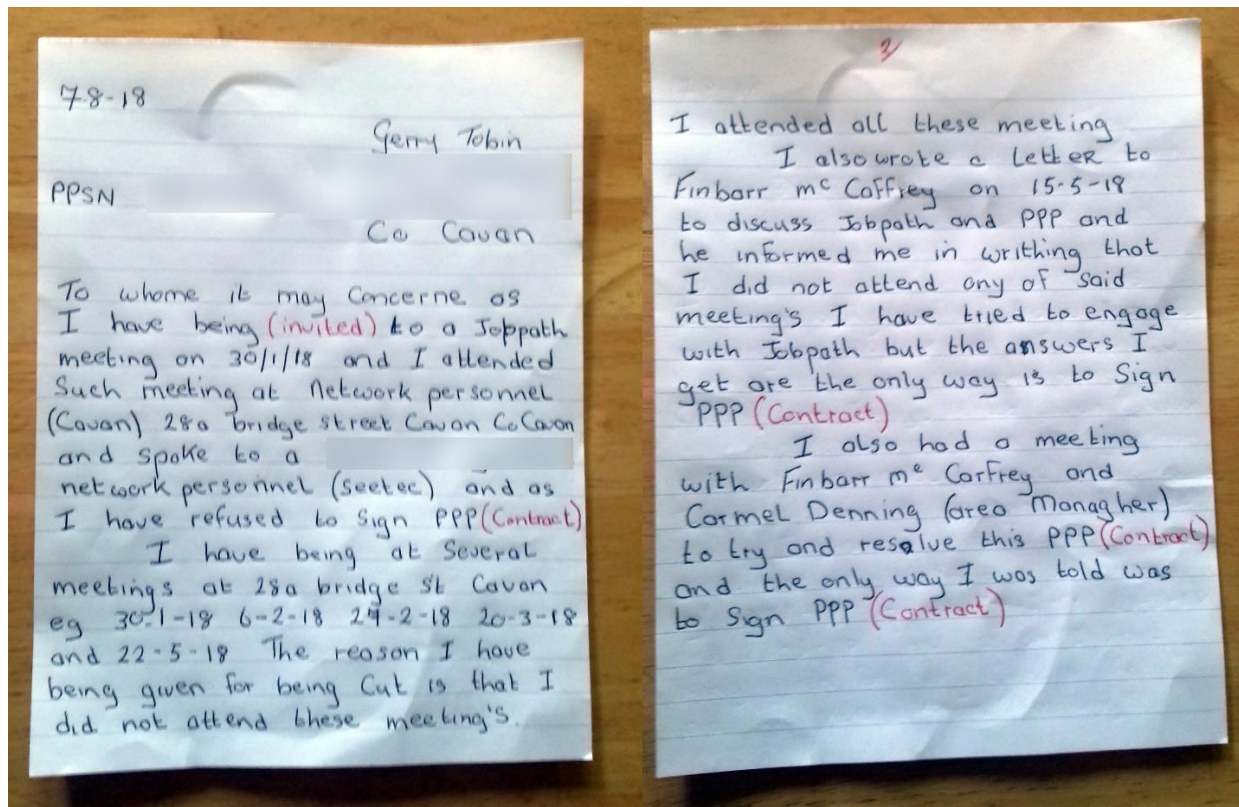 7-8-18
Gerry Tobin
PPSN
Co Cavan
To whome it may Concerne as
I have being (invited) to a Joppath
meeting on 30/1/18 and I attended
Such meeting at Network personnel
(Cavan) 28a bridge street Cavan Co Cavan
and spoke to a
network personnel (seetec) and as
I have refused to Sign PPP (Contract)
I have being at Several
meetings at 28a bridge St Cavan
eg 30-1-18 6-2-18 27-2-18 20-3-18
and 22-5-18 The reason I have
being given for being Cut is that I
did not attend these meeting's.
2/
I attended all these meeting
I also wrote a Letter to
Finbarr mc Caffrey on 15-5-18
to discuss Jobpath and PPP and
he informed me in writhing that
I did not attend any of said
meeting's I have tried to engage
with Jobpath but the answers I
get are the only way is to Sign
PPP (Contract)
I also had a meeting
with Finbarr mc Carfrey and
Carmel Denning (area Managher)
to try and resolve this PPP (Contract)
and the only way I was told was
to Sign PPP (Contract)